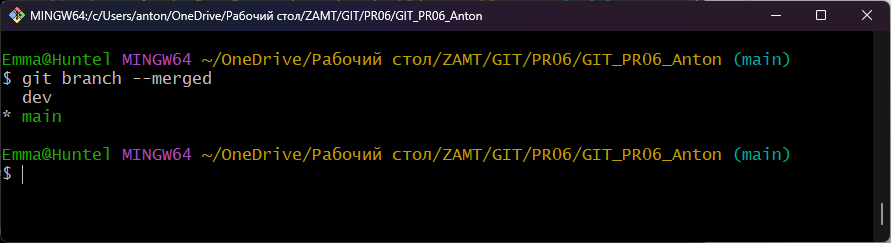 MINGW64:/c/Users/anton/OneDrive/Рабочий стол/ZAMT/GIT/PR06/GIT_PR06_Anton
Emma@Huntel MINGW64 ~/OneDrive/Рабочий стол/ZAMT/GIT/PR06/GIT_PR06_Anton (main)
$ git branch --merged
  dev
* main
Emma@Huntel MINGW64 ~/OneDrive/Рабочий стол/ZAMT/GIT/PR06/GIT_PR06_Anton (main)
$